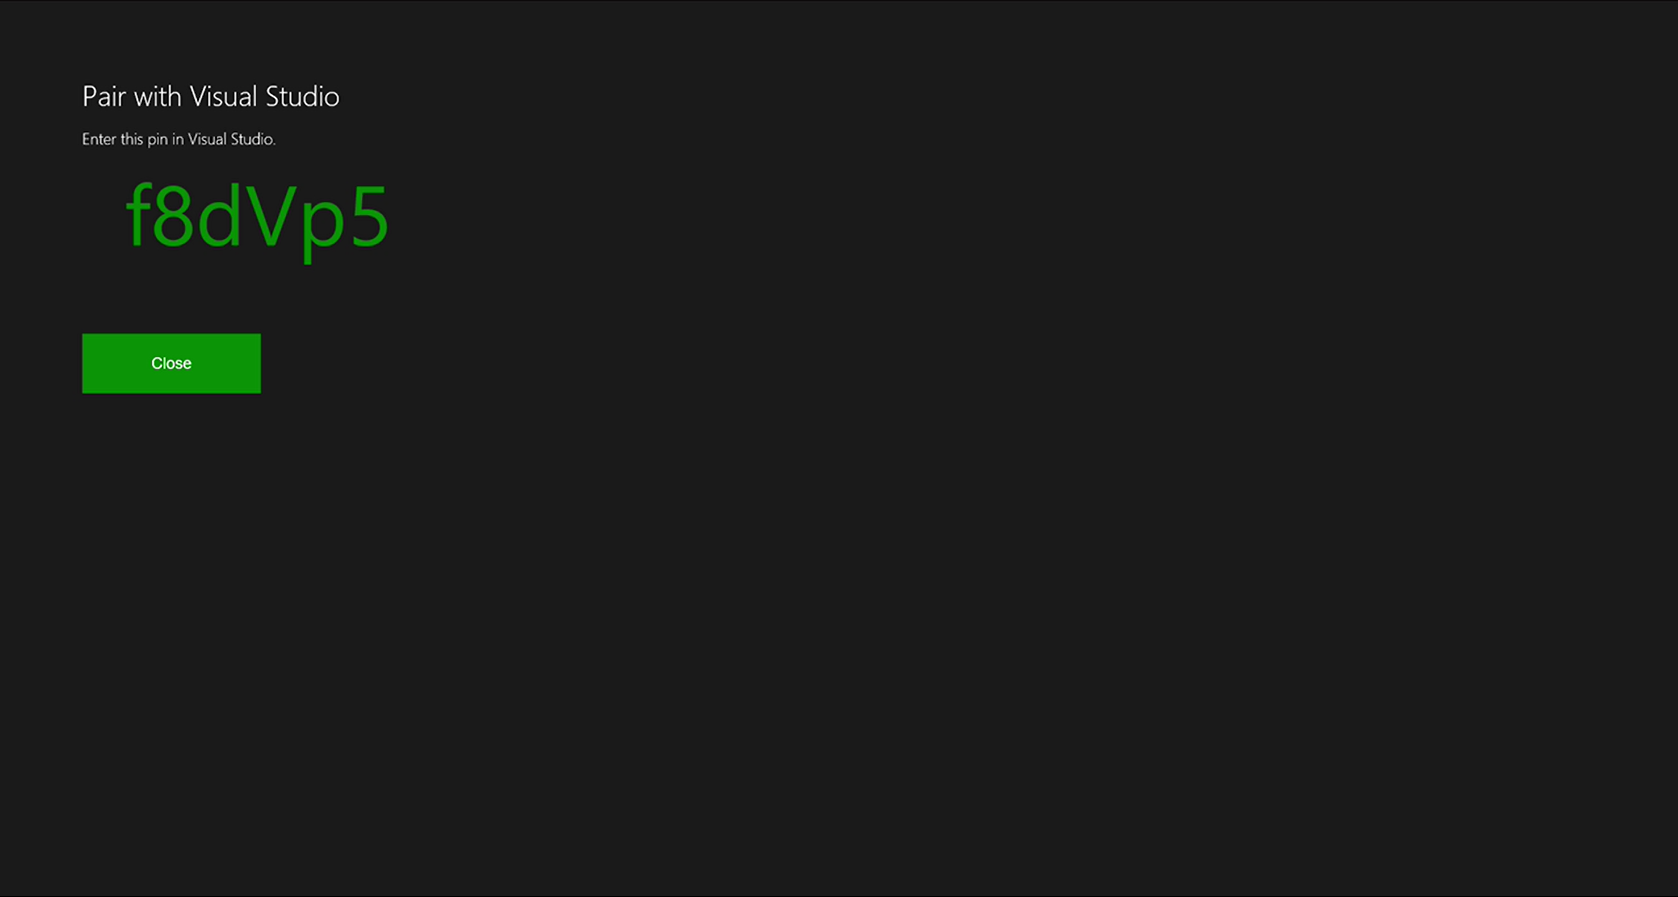 Pair with Visual Studio
Enter this pin in Visual Studio.
f8dVp5
Close